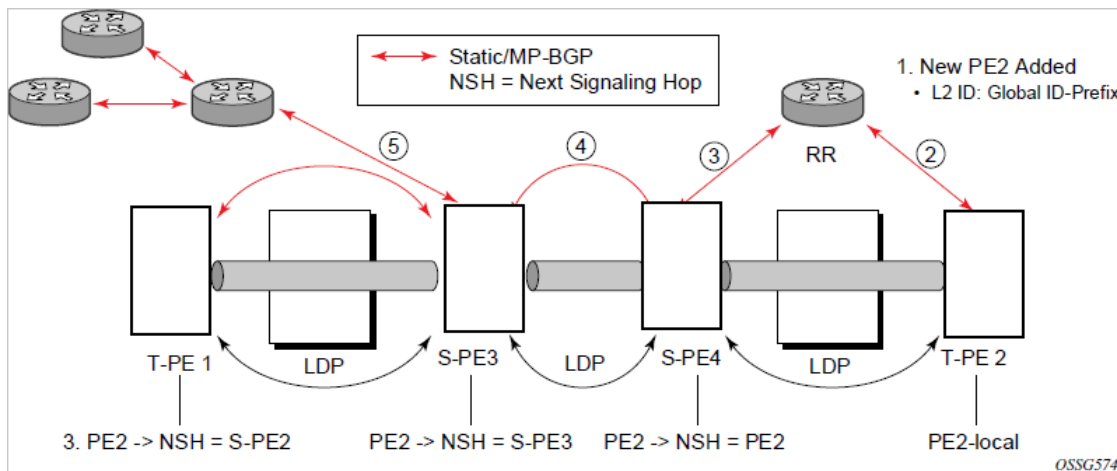 Static/MP-BGP
NSH = Next Signaling Hop
1. New PE2 Added
• L2 ID: Global ID-Prefix
RR
5
4
3
2
T-PE 1
LDP
S-PE3
LDP
S-PE4
LDP
T-PE 2
3. PE2 -> NSH = S-PE2
PE2 -> NSH = S-PE3
PE2 -> NSH = PE2
PE2-local
OSSG574